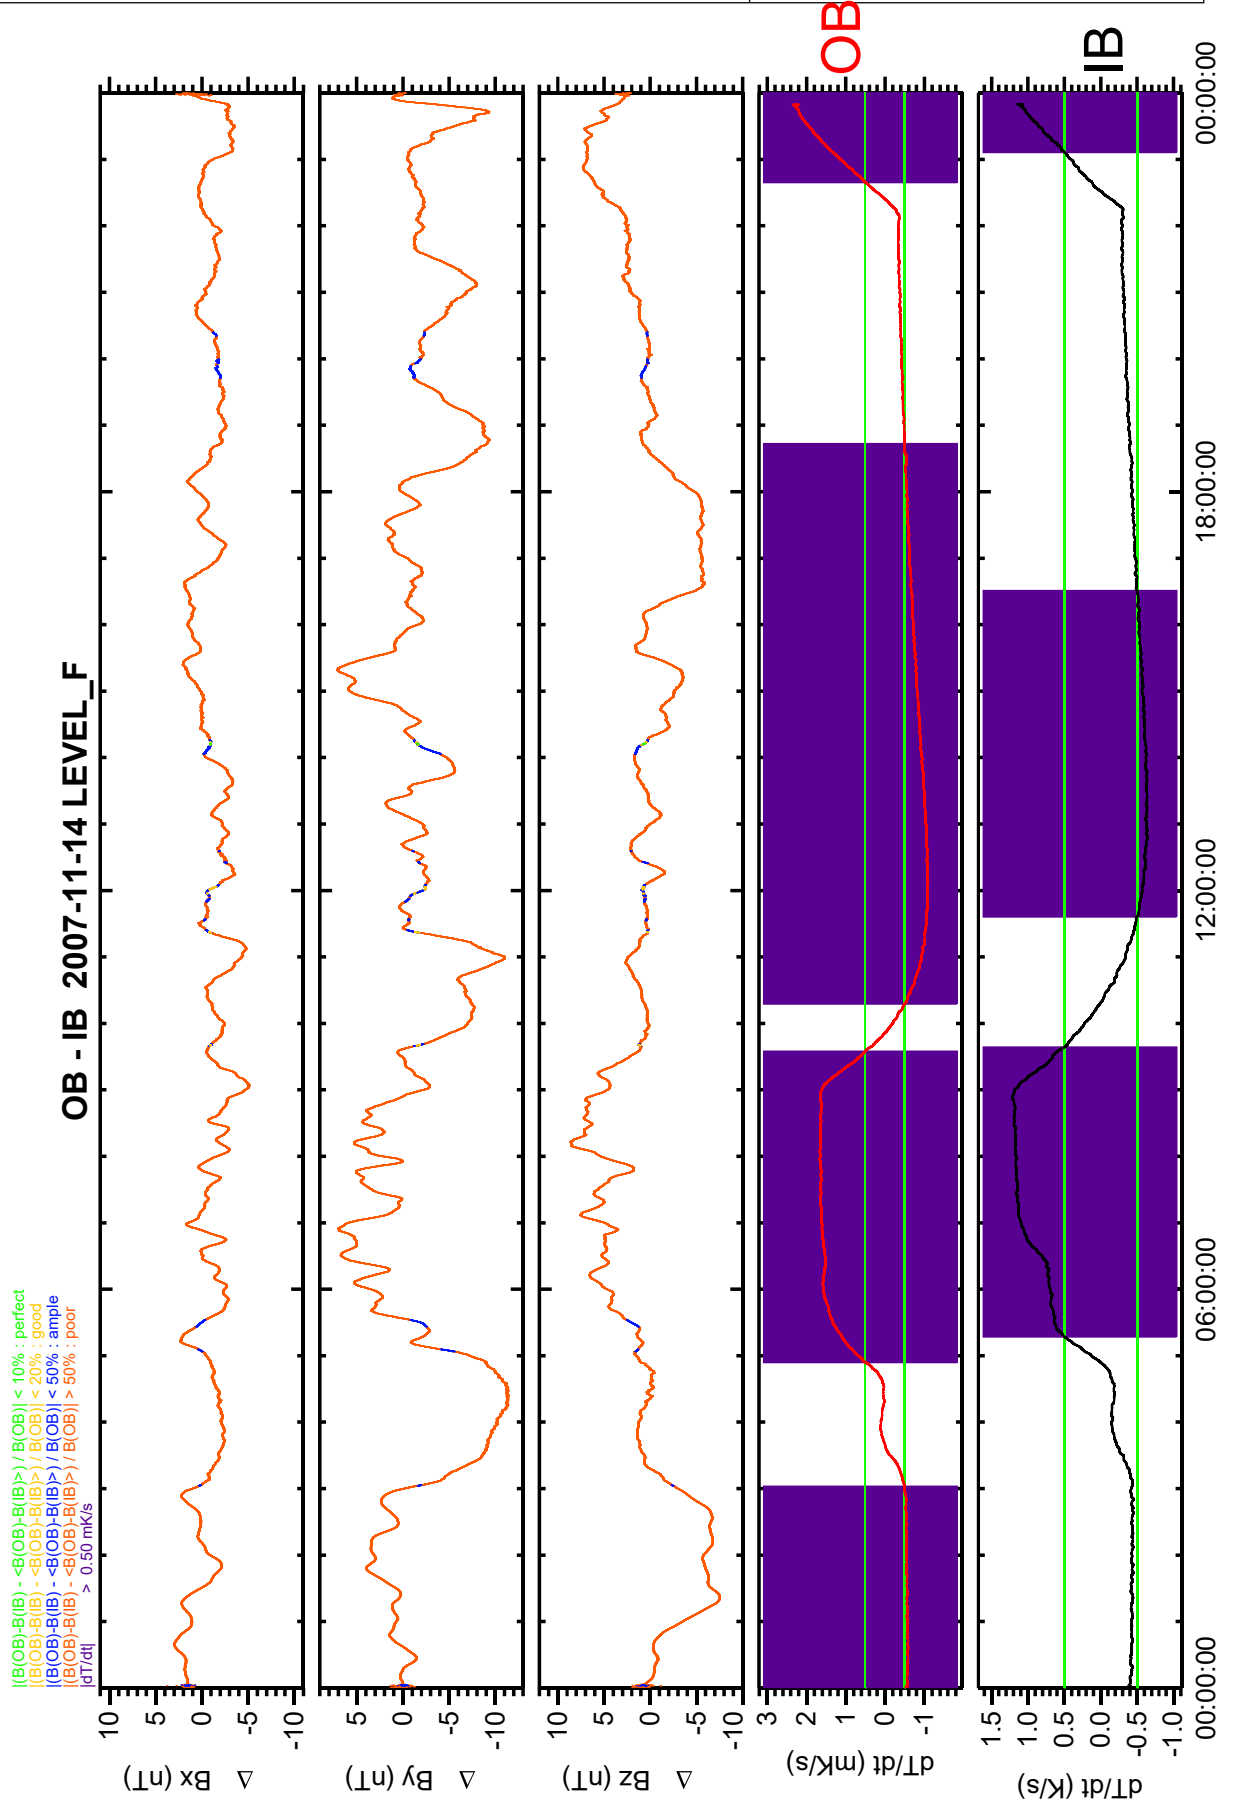 OB - IB 2007-11-14 LEVEL_F
|(B(OB)-B(IB) - <B(OB)-B(IB)>) / B(OB)| < 10% : perfect
|(B(OB)-B(IB) - <B(OB)-B(IB)>) / B(OB)| < 20% : good
|(B(OB)-B(IB) - <B(OB)-B(IB)>) / B(OB)| < 50% : ample
|(B(OB)-B(IB) - <B(OB)-B(IB)>) / B(OB)| > 50% : poor
|dT/dt| > 0.50 mK/s
Δ Bx (nT)
10
5
0
-5
-10
Δ By (nT)
5
0
-5
-10
Δ Bz (nT)
10
5
0
-5
-10
dT/dt (mK/s)
3
2
1
0
-1
OB
dT/dt (K/s)
1.5
1.0
0.5
0.0
-0.5
-1.0
IB
00:00:00
06:00:00
12:00:00
18:00:00
00:00:00